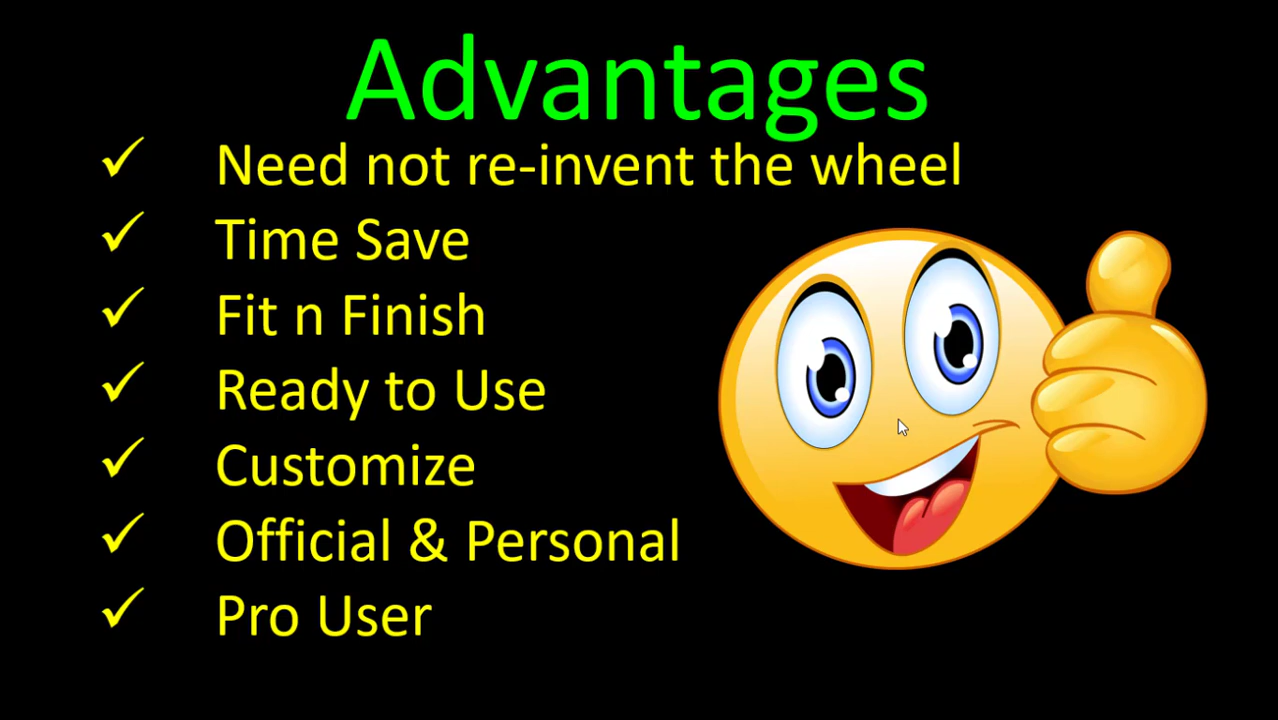 Advantages
✓ Need not re-invent the wheel
✓ Time Save
✓ Fit n Finish
✓ Ready to Use
✓ Customize
✓ Official & Personal
✓ Pro User